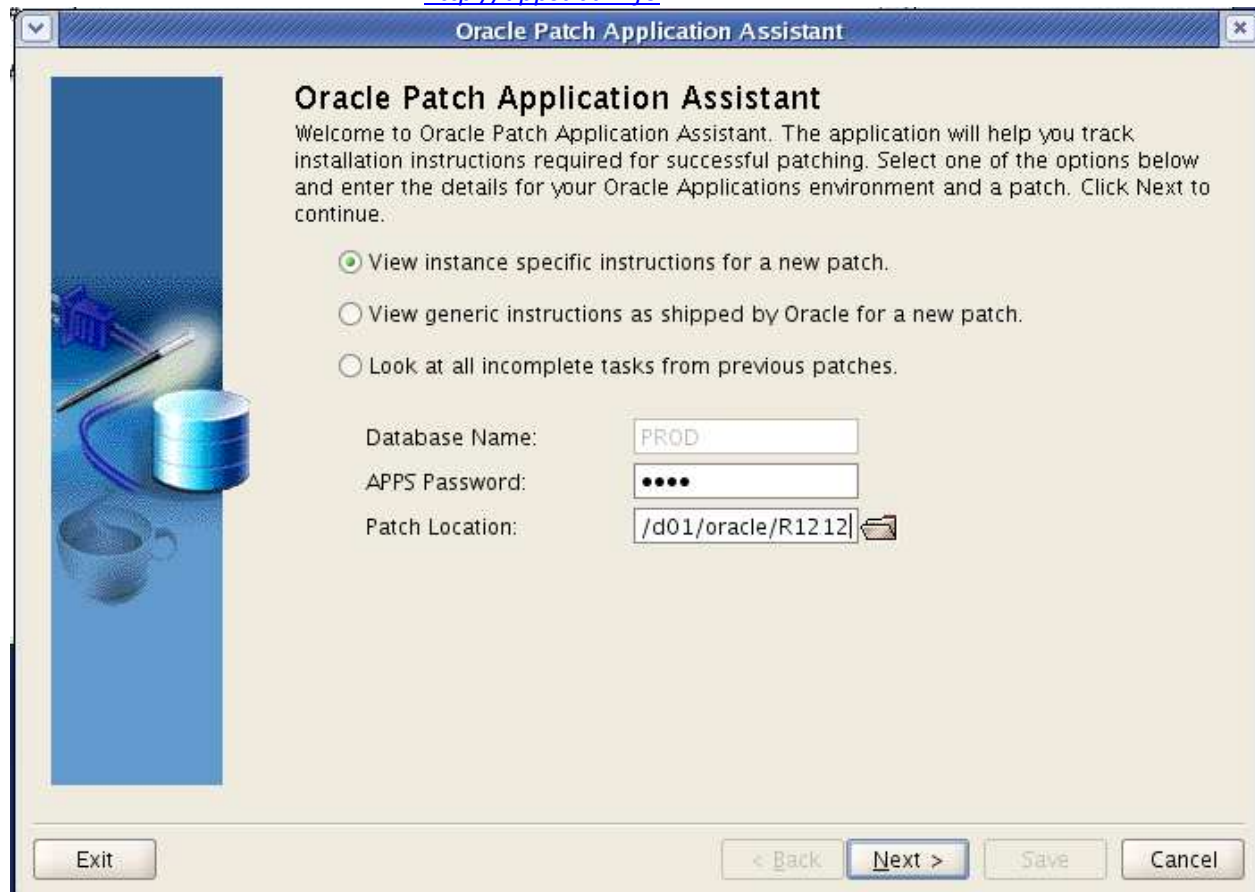 Oracle Patch Application Assistant
Oracle Patch Application Assistant
Welcome to Oracle Patch Application Assistant. The application will help you track
installation instructions required for successful patching. Select one of the options below
and enter the details for your Oracle Applications environment and a patch. Click Next to
continue.
View instance specific instructions for a new patch.
View generic instructions as shipped by Oracle for a new patch.
Look at all incomplete tasks from previous patches.
Database Name: PROD
APPS Password: ••••
Patch Location: /d01/oracle/R12.12
Exit < Back Next > Save Cancel